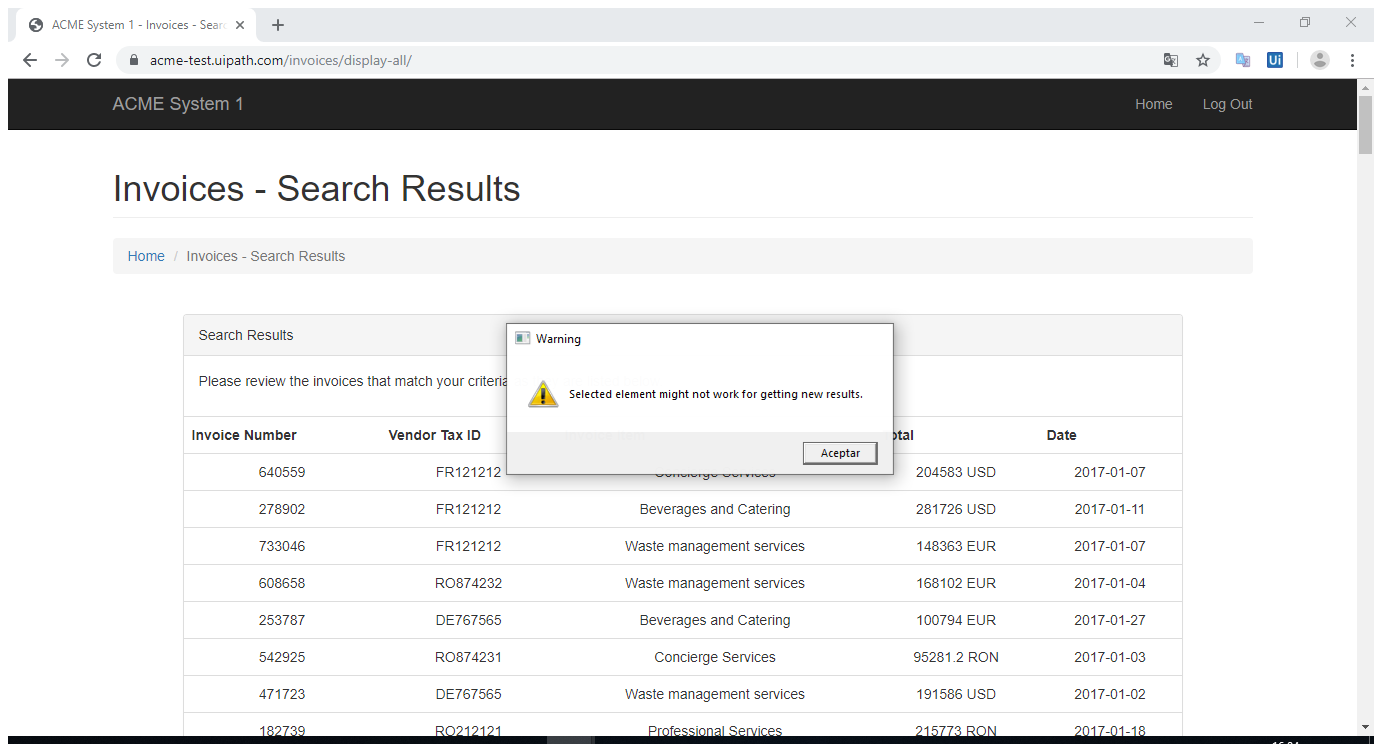 ACME System 1 - Invoices - Sear
acme-test.uipath.com/invoices/display-all/
Ui
ACME System 1
Home
Log Out
Invoices - Search Results
Home / Invoices - Search Results
Search Results
Please review the invoices that match your criteria
Warning
Selected element might not work for getting new results.
Aceptar
Invoice Number Vendor Tax ID otal Date
640559 FR121212 Concierge Services 204583 USD 2017-01-07
278902 FR121212 Beverages and Catering 281726 USD 2017-01-11
733046 FR121212 Waste management services 148363 EUR 2017-01-07
608658 RO874232 Waste management services 168102 EUR 2017-01-04
253787 DE767565 Beverages and Catering 100794 EUR 2017-01-27
542925 RO874231 Concierge Services 95281.2 RON 2017-01-03
471723 DE767565 Waste management services 191586 USD 2017-01-02
182739 RO212121 Professional Services 215773 RON 2017-01-18